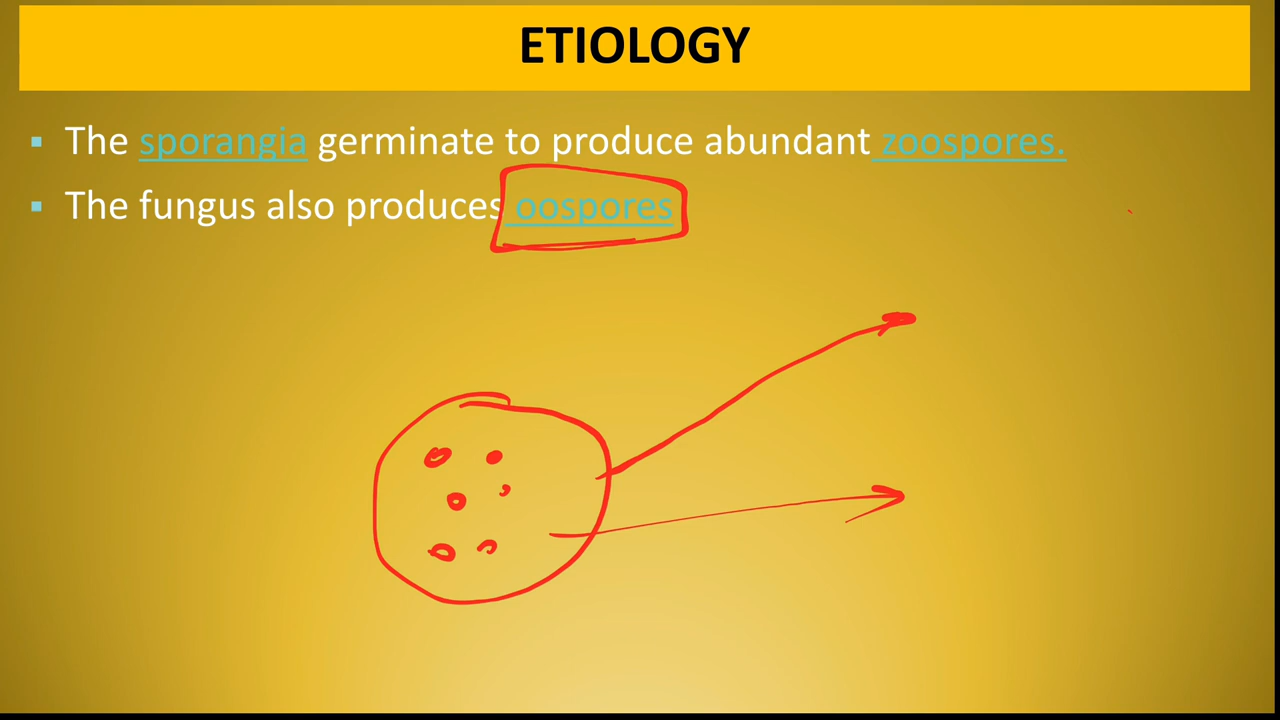 ETIOLOGY
▪ The sporangia germinate to produce abundant zoospores.
▪ The fungus also produces oospores